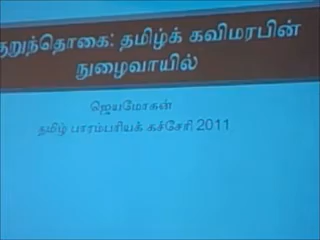 குறுந்தொகை: தமிழ்க் கவிமரபின்
நுழைவாயில்
ஜெயமோகன்
தமிழ் பாரம்பரியக் கச்சேரி 2011